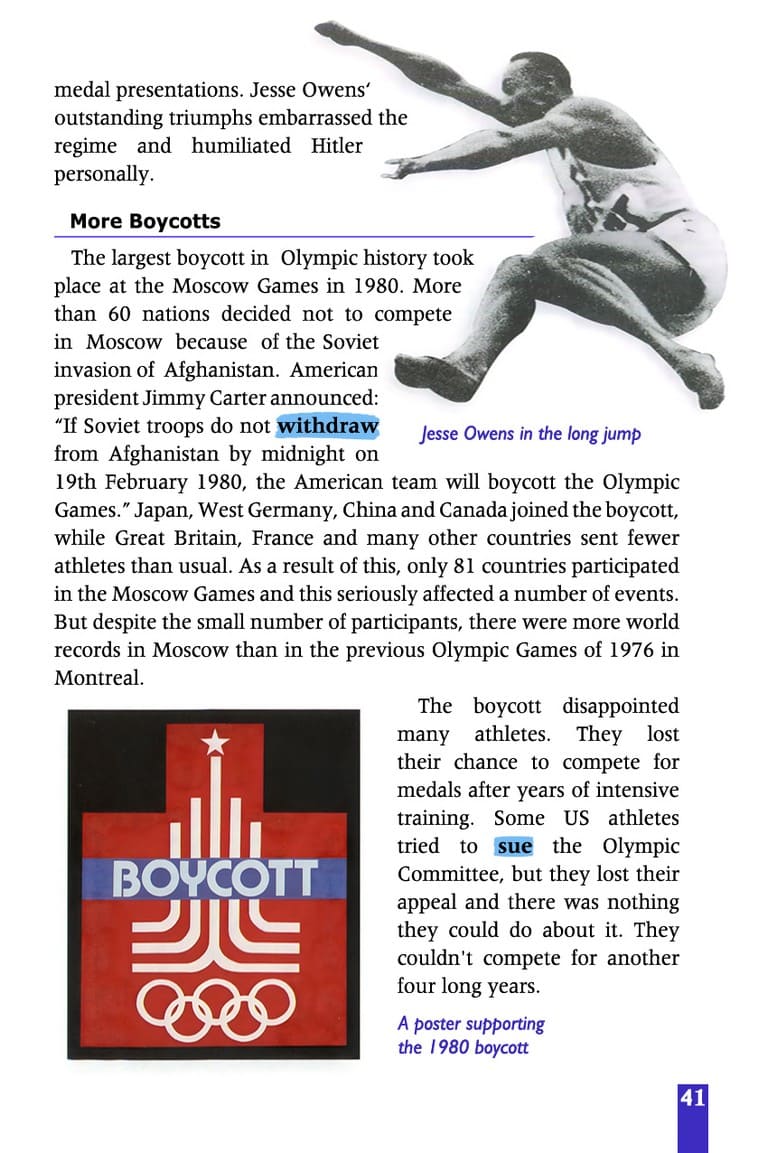 medal presentations. Jesse Owens‘
outstanding triumphs embarrassed the
regime and humiliated Hitler
personally.
More Boycotts
The largest boycott in Olympic history took
place at the Moscow Games in 1980. More
than 60 nations decided not to compete
in Moscow because of the Soviet
invasion of Afghanistan. American
president Jimmy Carter announced:
“If Soviet troops do not withdraw
from Afghanistan by midnight on
19th February 1980, the American team will boycott the Olympic
Games.” Japan, West Germany, China and Canada joined the boycott,
while Great Britain, France and many other countries sent fewer
athletes than usual. As a result of this, only 81 countries participated
in the Moscow Games and this seriously affected a number of events.
But despite the small number of participants, there were more world
records in Moscow than in the previous Olympic Games of 1976 in
Montreal.
Jesse Owens in the long jump
The boycott disappointed
many athletes. They lost
their chance to compete for
medals after years of intensive
training. Some US athletes
tried to sue the Olympic
Committee, but they lost their
appeal and there was nothing
they could do about it. They
couldn't compete for another
four long years.
BOYCOTT
A poster supporting
the 1980 boycott
41